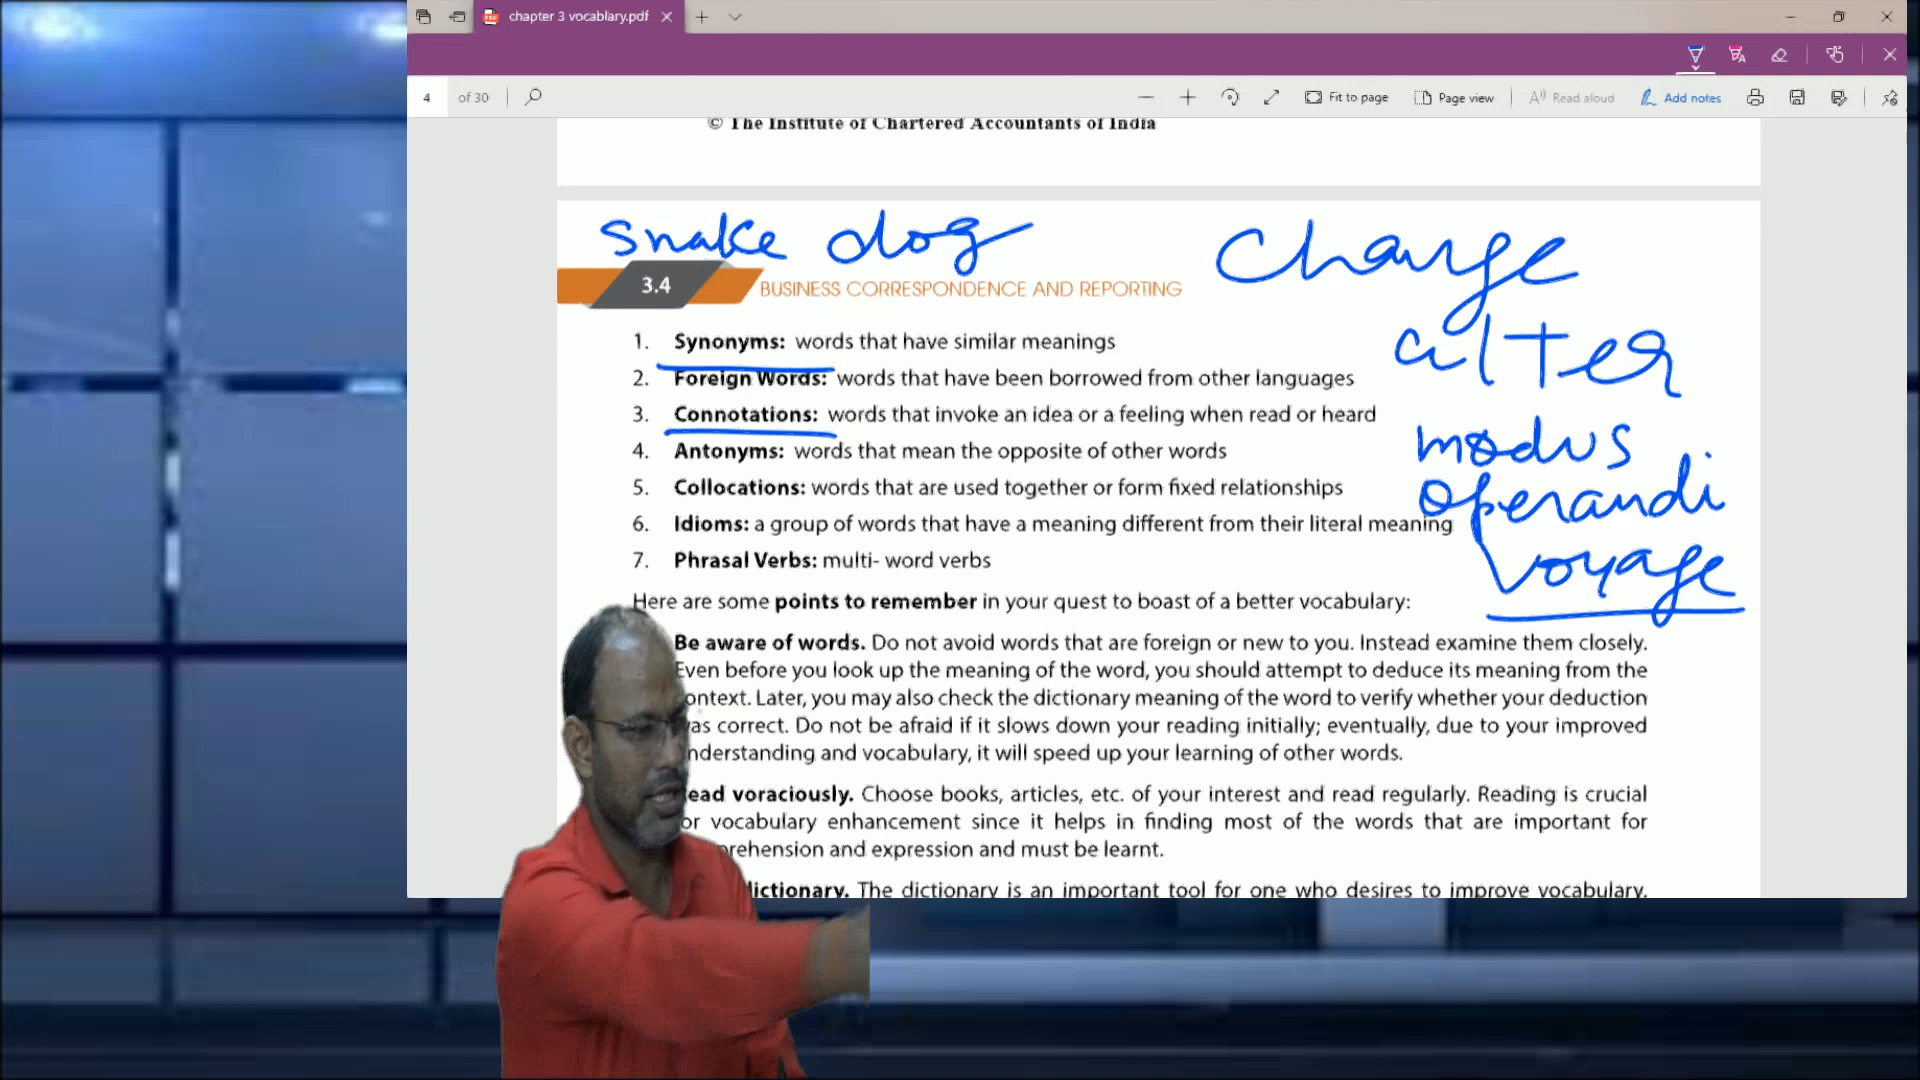 chapter 3 vocablary.pdf
4 of 30 Fit to page Page view Read aloud Add notes
© The Institute of Chartered Accountants of India
snake dog change
3.4 BUSINESS CORRESPONDENCE AND REPORTING
alter
1. Synonyms: words that have similar meanings
2. Foreign Words: words that have been borrowed from other languages
3. Connotations: words that invoke an idea or a feeling when read or heard
modus
4. Antonyms: words that mean the opposite of other words
5. Collocations: words that are used together or form fixed relationships
operandi
6. Idioms: a group of words that have a meaning different from their literal meaning
7. Phrasal Verbs: multi- word verbs
voyage
Here are some points to remember in your quest to boast of a better vocabulary:
Be aware of words. Do not avoid words that are foreign or new to you. Instead examine them closely.
Even before you look up the meaning of the word, you should attempt to deduce its meaning from the
ontext. Later, you may also check the dictionary meaning of the word to verify whether your deduction
as correct. Do not be afraid if it slows down your reading initially; eventually, due to your improved
nderstanding and vocabulary, it will speed up your learning of other words.
ead voraciously. Choose books, articles, etc. of your interest and read regularly. Reading is crucial
or vocabulary enhancement since it helps in finding most of the words that are important for
prehension and expression and must be learnt.
dictionary. The dictionary is an important tool for one who desires to improve vocabulary.